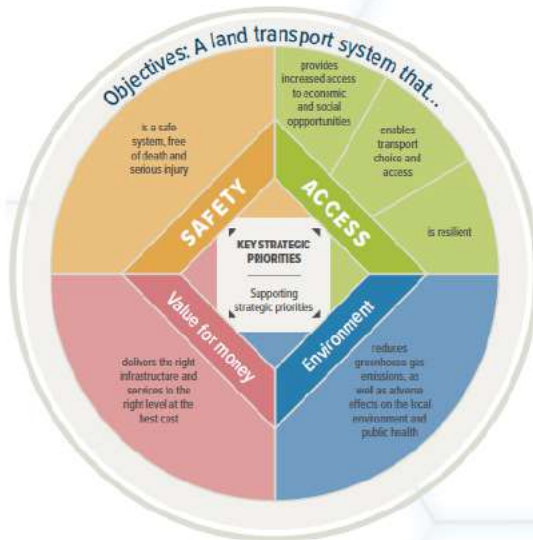 Objectives: A land transport system that...
is a safe
system, free
of death and
serious injury
provides
increased access
to economic
and social
oppportunities
enables
transport
choice and
access
is resilient
SAFETY
ACCESS
KEY STRATEGIC
PRIORITIES
Supporting
strategic priorities
Value for money
Environment
delivers the right
infrastructure and
services to the
right level at the
best cost
reduces
greenhouse gas
emissions, as
well as adverse
effects on the local
environment and
public health